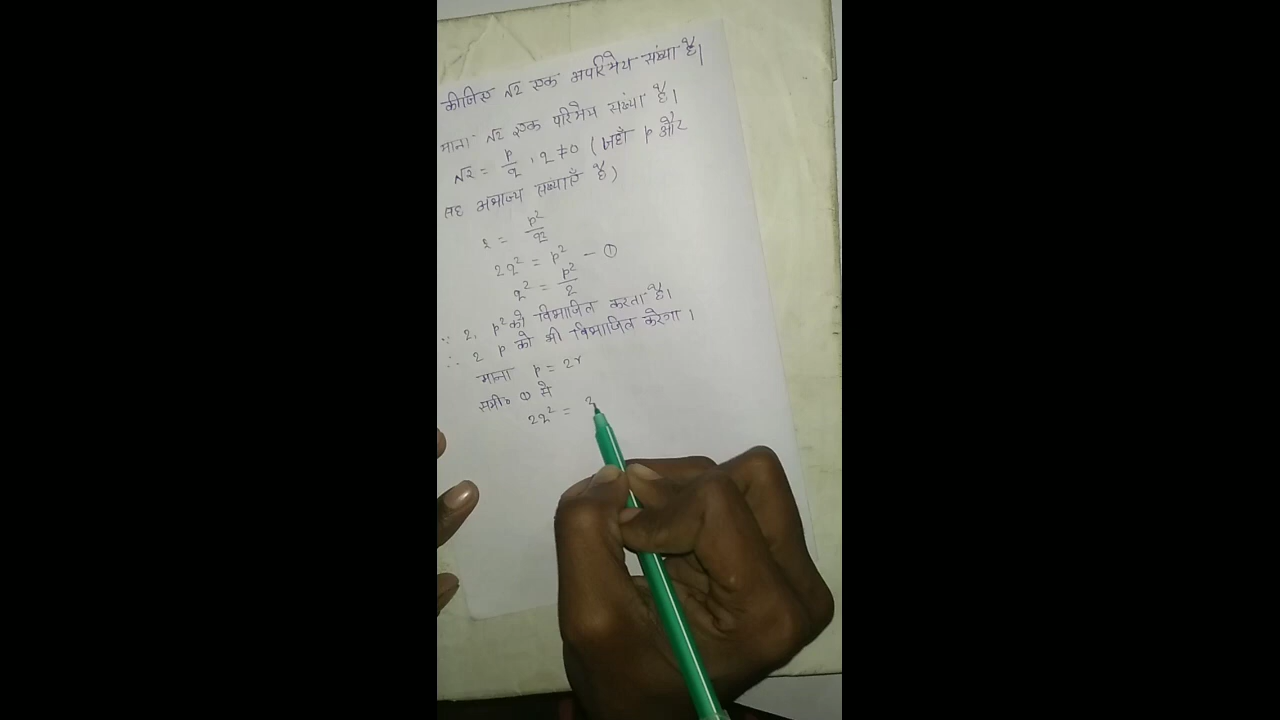 कीजिए √2 एक अपरिमेय संख्या है।
माना √2 एक परिमेय संख्या है।
√2 = p/q , q ≠ 0 (जहाँ p और
सह अभाज्य संख्याएँ है)
2 = p²/q²
2q² = p² — ①
q² = p²/2
∵ 2, p² को विभाजित करता है।
∴ 2 p को भी विभाजित करेगा।
माना p = 2r
समी० ① से
2q² = 2